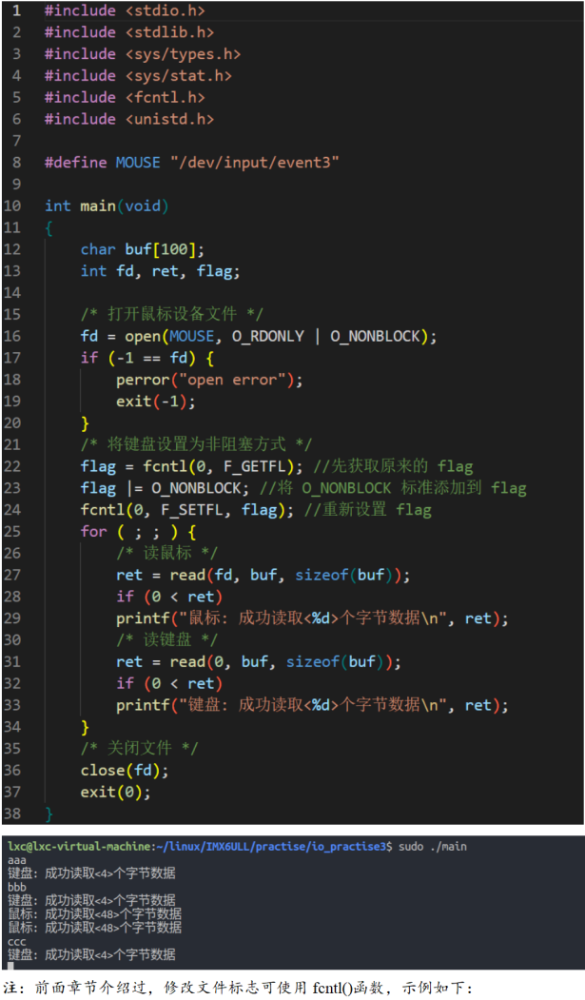 1 #include <stdio.h>
2 #include <stdlib.h>
3 #include <sys/types.h>
4 #include <sys/stat.h>
5 #include <fcntl.h>
6 #include <unistd.h>
7
8 #define MOUSE "/dev/input/event3"
9
10 int main(void)
11 {
12     char buf[100];
13     int fd, ret, flag;
14
15     /* 打开鼠标设备文件 */
16     fd = open(MOUSE, O_RDONLY | O_NONBLOCK);
17     if (-1 == fd) {
18         perror("open error");
19         exit(-1);
20     }
21     /* 将键盘设置为非阻塞方式 */
22     flag = fcntl(0, F_GETFL); //先获取原来的 flag
23     flag |= O_NONBLOCK; //将 O_NONBLOCK 标准添加到 flag
24     fcntl(0, F_SETFL, flag); //重新设置 flag
25     for ( ; ; ) {
26         /* 读鼠标 */
27         ret = read(fd, buf, sizeof(buf));
28         if (0 < ret)
29         printf("鼠标: 成功读取<%d>个字节数据\n", ret);
30         /* 读键盘 */
31         ret = read(0, buf, sizeof(buf));
32         if (0 < ret)
33         printf("键盘: 成功读取<%d>个字节数据\n", ret);
34     }
35     /* 关闭文件 */
36     close(fd);
37     exit(0);
38 }
lxc@lxc-virtual-machine:~/linux/IMX6ULL/practise/io_practise3$ sudo ./main
aaa
键盘: 成功读取<4>个字节数据
bbb
键盘: 成功读取<4>个字节数据
鼠标: 成功读取<48>个字节数据
鼠标: 成功读取<48>个字节数据
ccc
键盘: 成功读取<4>个字节数据
注：前面章节介绍过，修改文件标志可使用 fcntl()函数，示例如下：